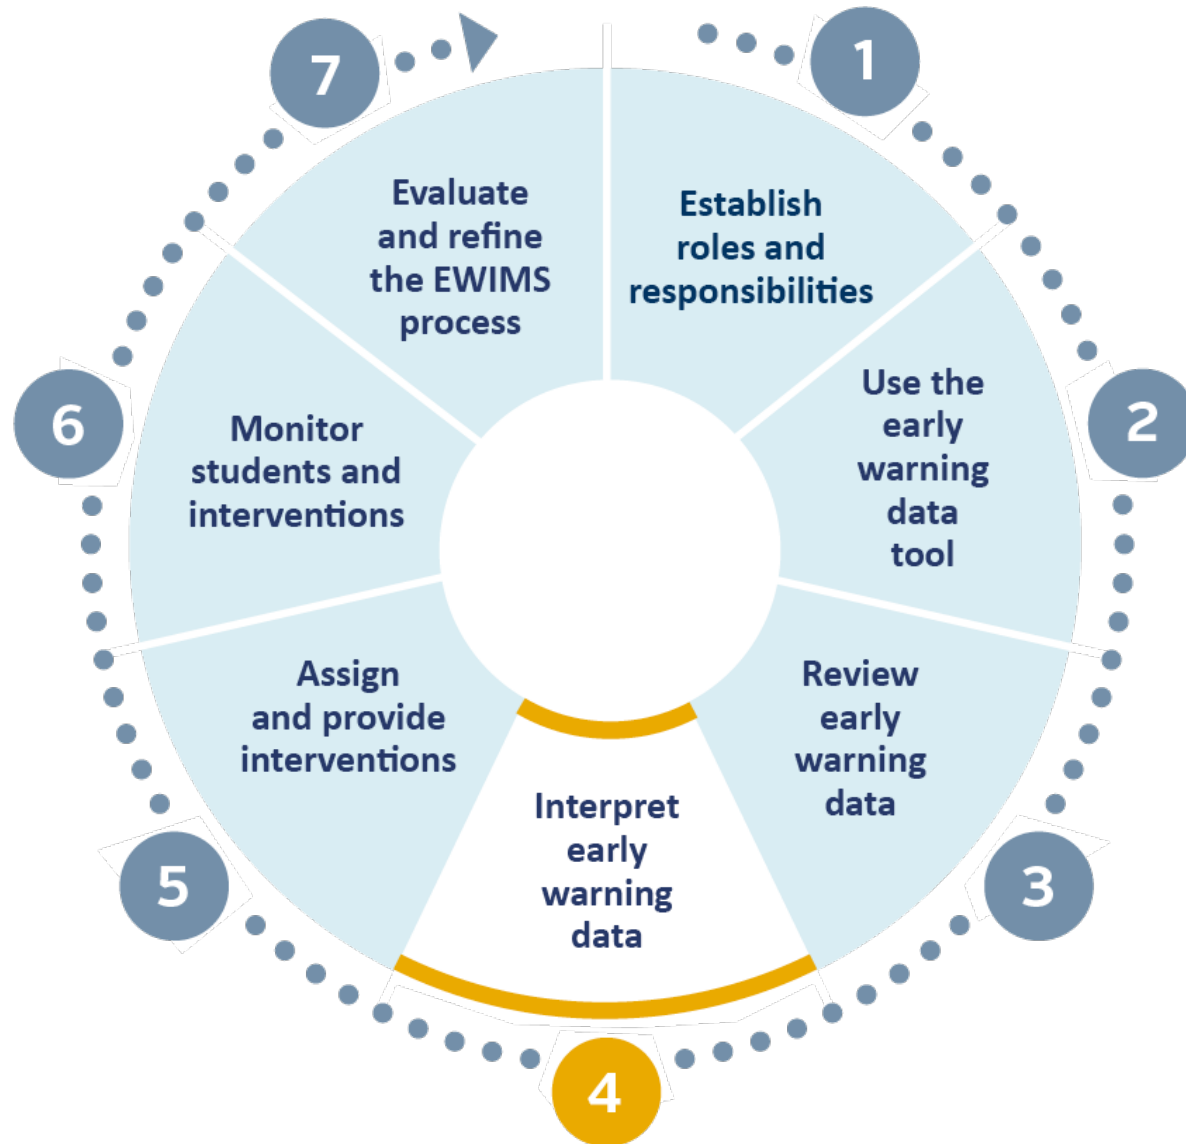 1
Establish
roles and
responsibilities
2
Use the
early
warning
data
tool
3
Review
early
warning
data
4
Interpret
early
warning
data
5
Assign
and provide
interventions
6
Monitor
students and
interventions
7
Evaluate
and refine
the EWIMS
process